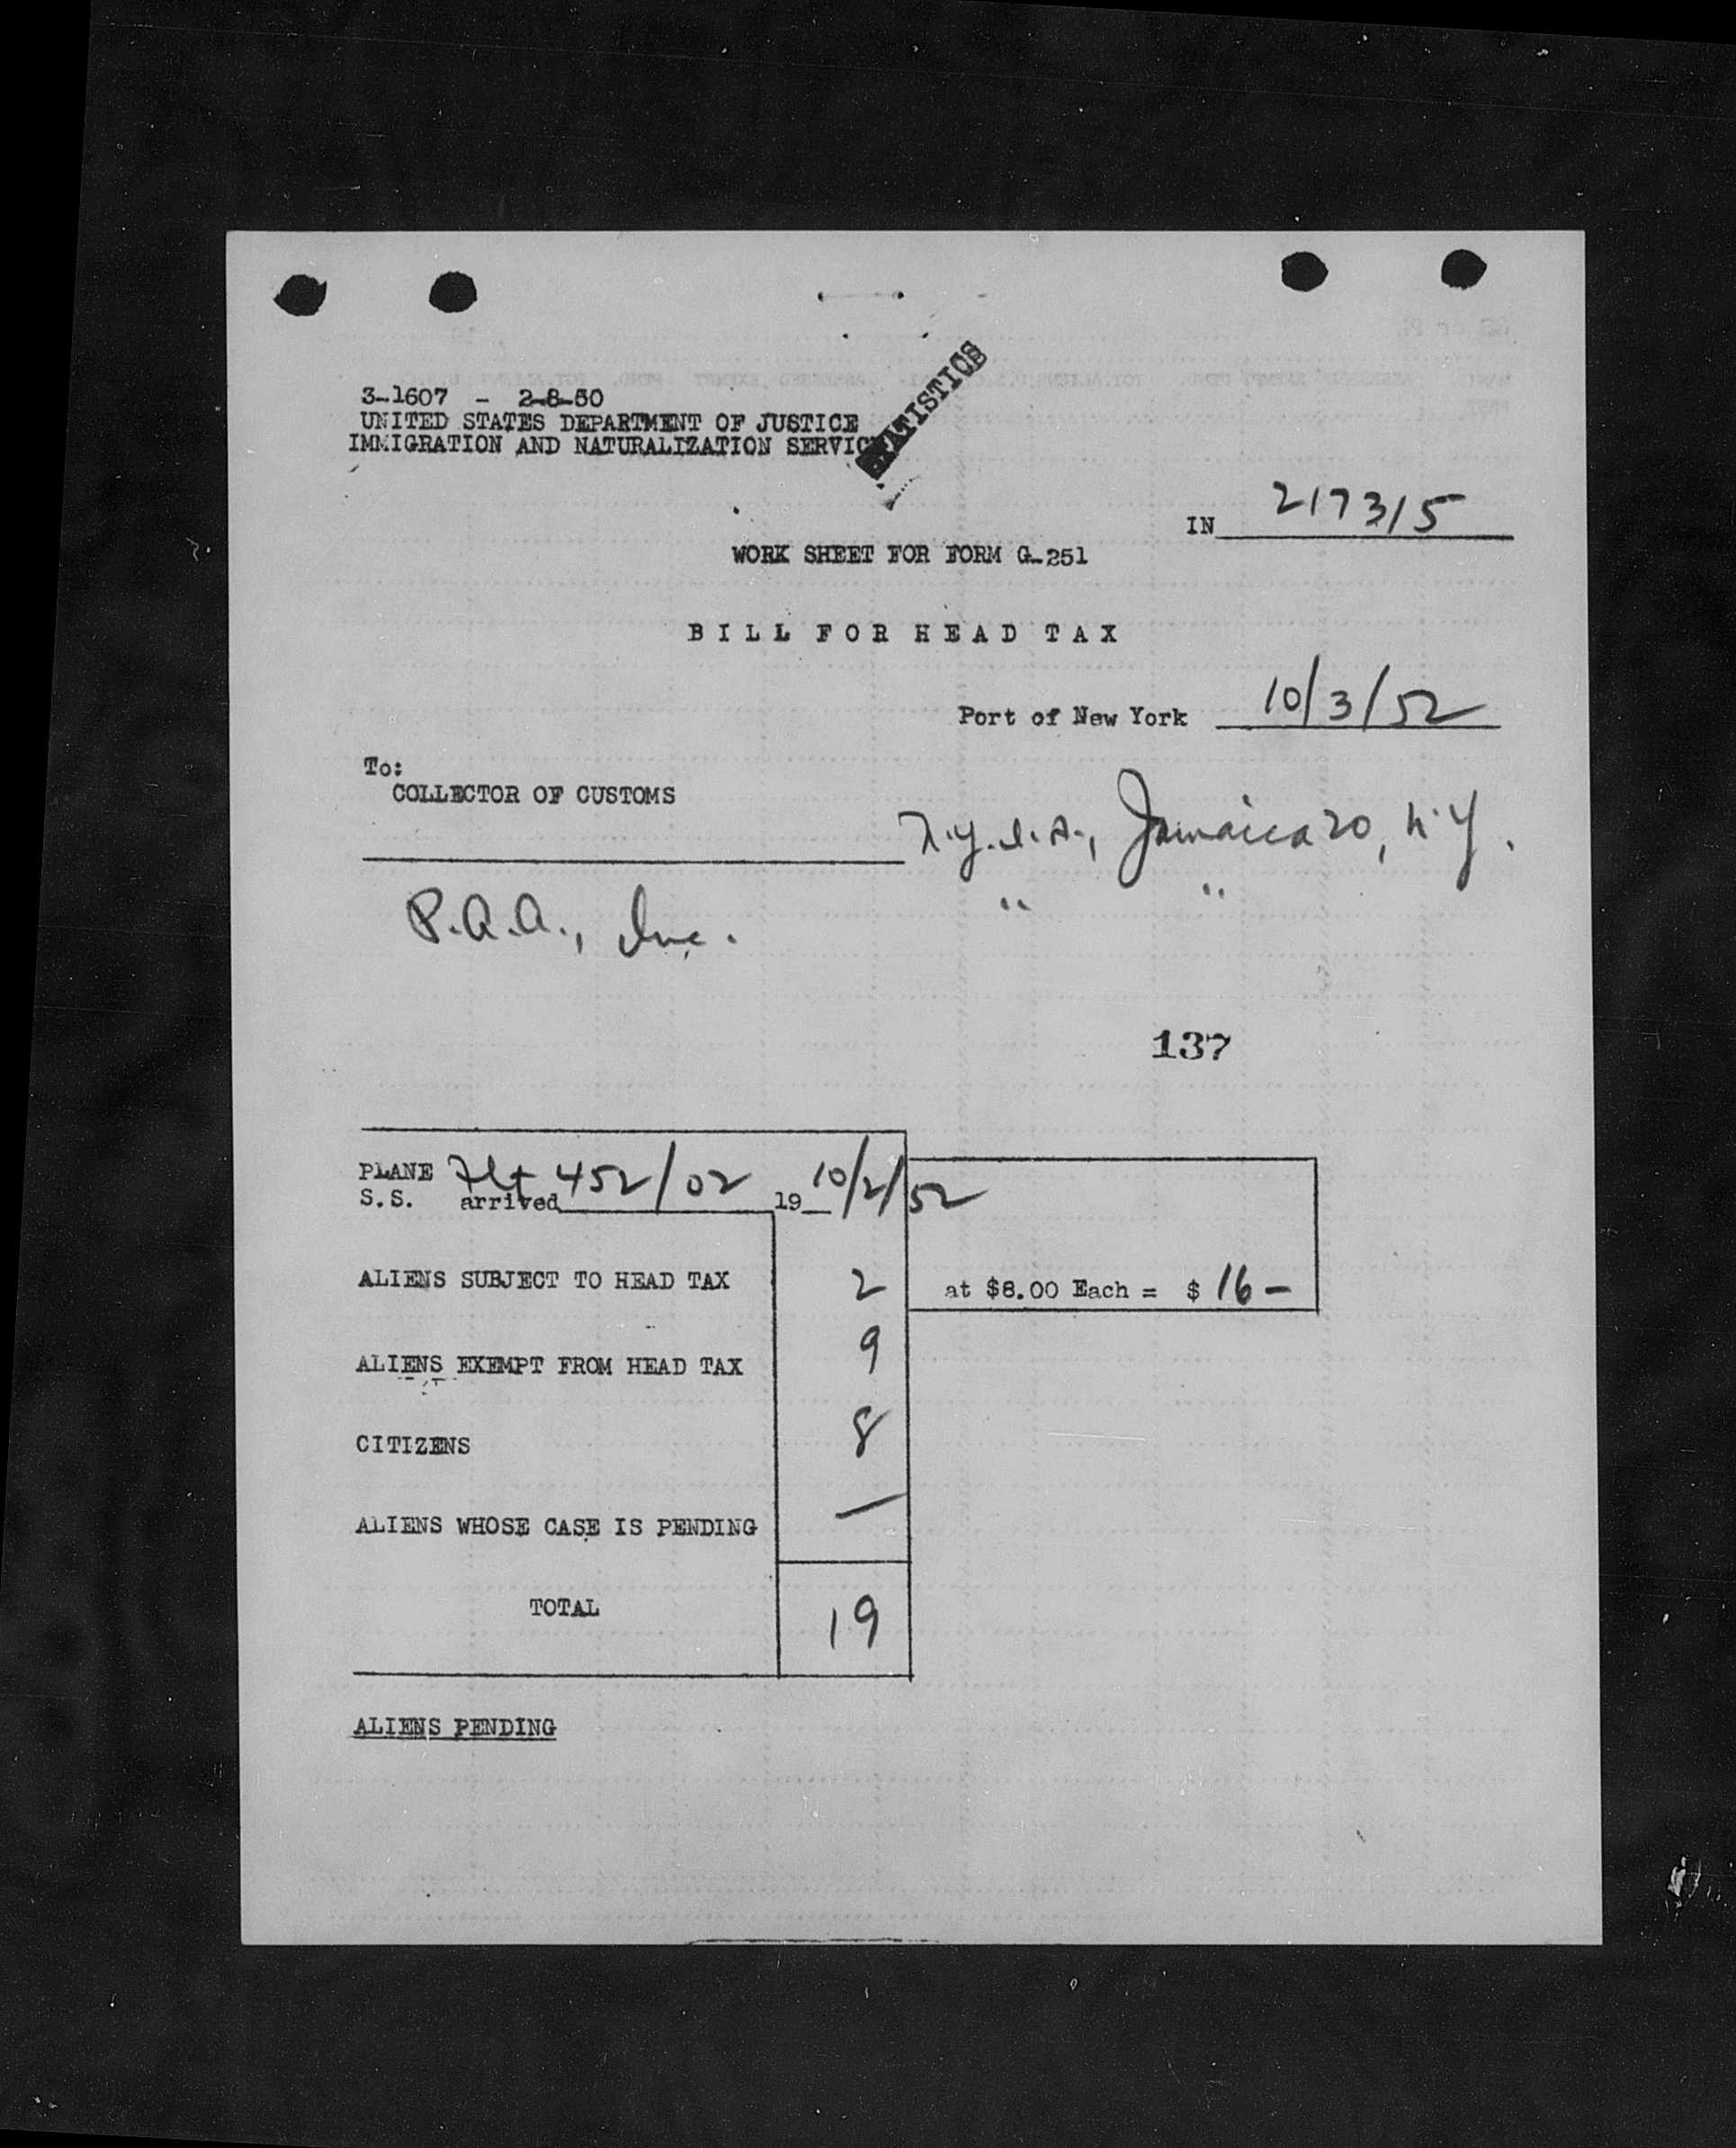 3-1607 - 2-8-50
UNITED STATES DEPARTMENT OF JUSTICE
IMMIGRATION AND NATURALIZATION SERVICE
STATISTICS
IN 217315
WORK SHEET FOR FORM G-251
BILL FOR HEAD TAX
Port of New York 10/3/52
To:
COLLECTOR OF CUSTOMS
N.Y.I.A., Jamaica 20, N.Y.
P.A.A., Inc. " "
137
PLANE Flt 452/02 10/2/52
S.S. arrived 19
ALIENS SUBJECT TO HEAD TAX 2 at $8.00 Each = $ 16 -
ALIENS EXEMPT FROM HEAD TAX 9
CITIZENS 8
ALIENS WHOSE CASE IS PENDING —
TOTAL 19
ALIENS PENDING